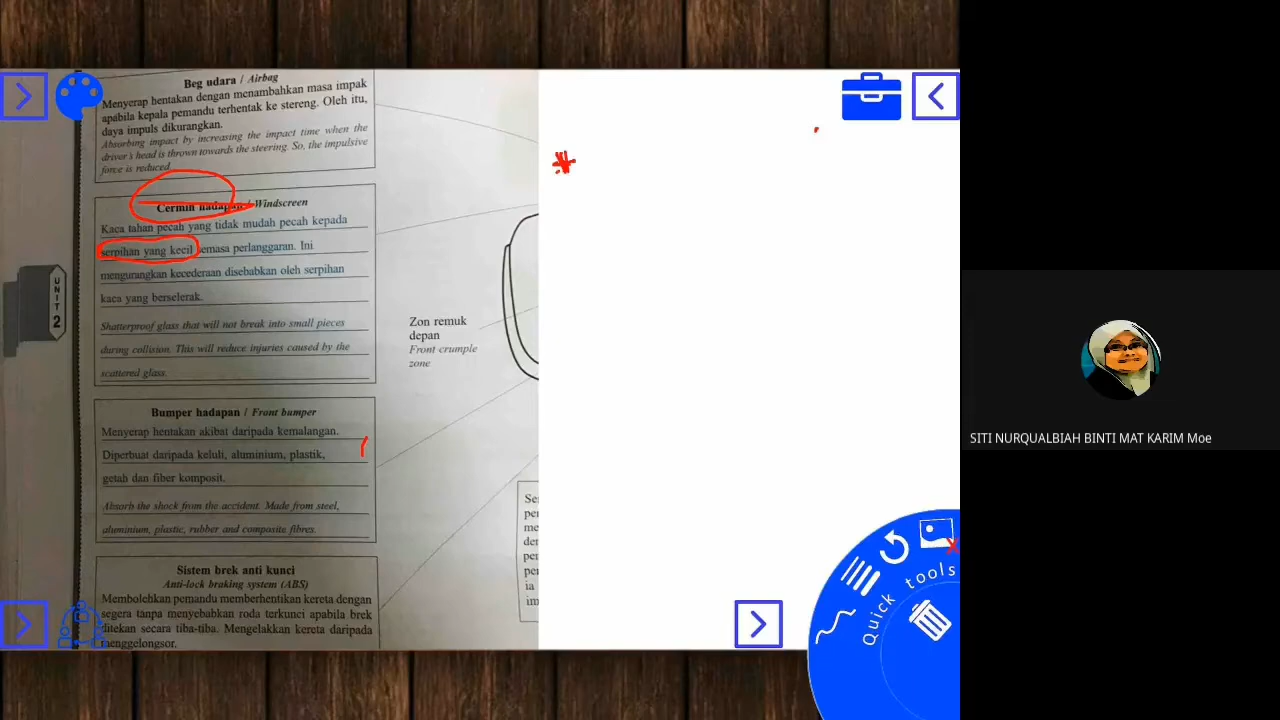 Beg udara / Airbag
Menyerap hentakan dengan menambahkan masa impak
apabila kepala pemandu terhentak ke stereng. Oleh itu,
daya impuls dikurangkan.
Absorbing impact by increasing the impact time when the
driver's head is thrown towards the steering. So, the impulsive
force is reduced.
Cermin hadapan / Windscreen
Kaca tahan pecah yang tidak mudah pecah kepada
serpihan yang kecil semasa perlanggaran. Ini
mengurangkan kecederaan disebabkan oleh serpihan
kaca yang berselerak.
Shatterproof glass that will not break into small pieces
during collision. This will reduce injuries caused by the
scattered glass.
Bumper hadapan / Front bumper
Menyerap hentakan akibat daripada kemalangan.
Diperbuat daripada keluli, aluminium, plastik,
getah dan fiber komposit.
Absorb the shock from the accident. Made from steel,
aluminium, plastic, rubber and composite fibres.
Sistem brek anti kunci
Anti-lock braking system (ABS)
Membolehkan pemandu memberhentikan kereta dengan
segera tanpa menyebabkan roda terkunci apabila brek
ditekan secara tiba-tiba. Mengelakkan kereta daripada
menggelongsor.
UNIT
2
Zon remuk
depan
Front crumple
zone
Se
per
me
der
per
per
ia
im
Quick tools
SITI NURQUALBIAH BINTI MAT KARIM Moe